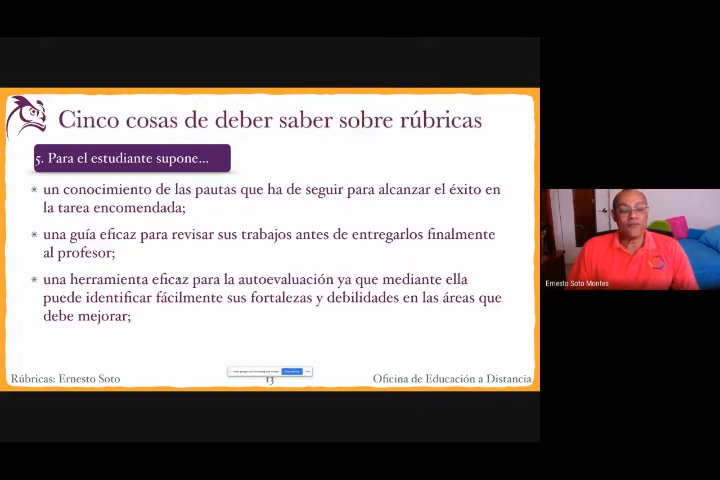 Cinco cosas de deber saber sobre rúbricas
5. Para el estudiante supone...
* un conocimiento de las pautas que ha de seguir para alcanzar el éxito en
la tarea encomendada;
* una guía eficaz para revisar sus trabajos antes de entregarlos finalmente
al profesor;
* una herramienta eficaz para la autoevaluación ya que mediante ella
puede identificar fácilmente sus fortalezas y debilidades en las áreas que
debe mejorar;
Rúbricas: Ernesto Soto
13
Oficina de Educación a Distancia
Ernesto Soto Montes